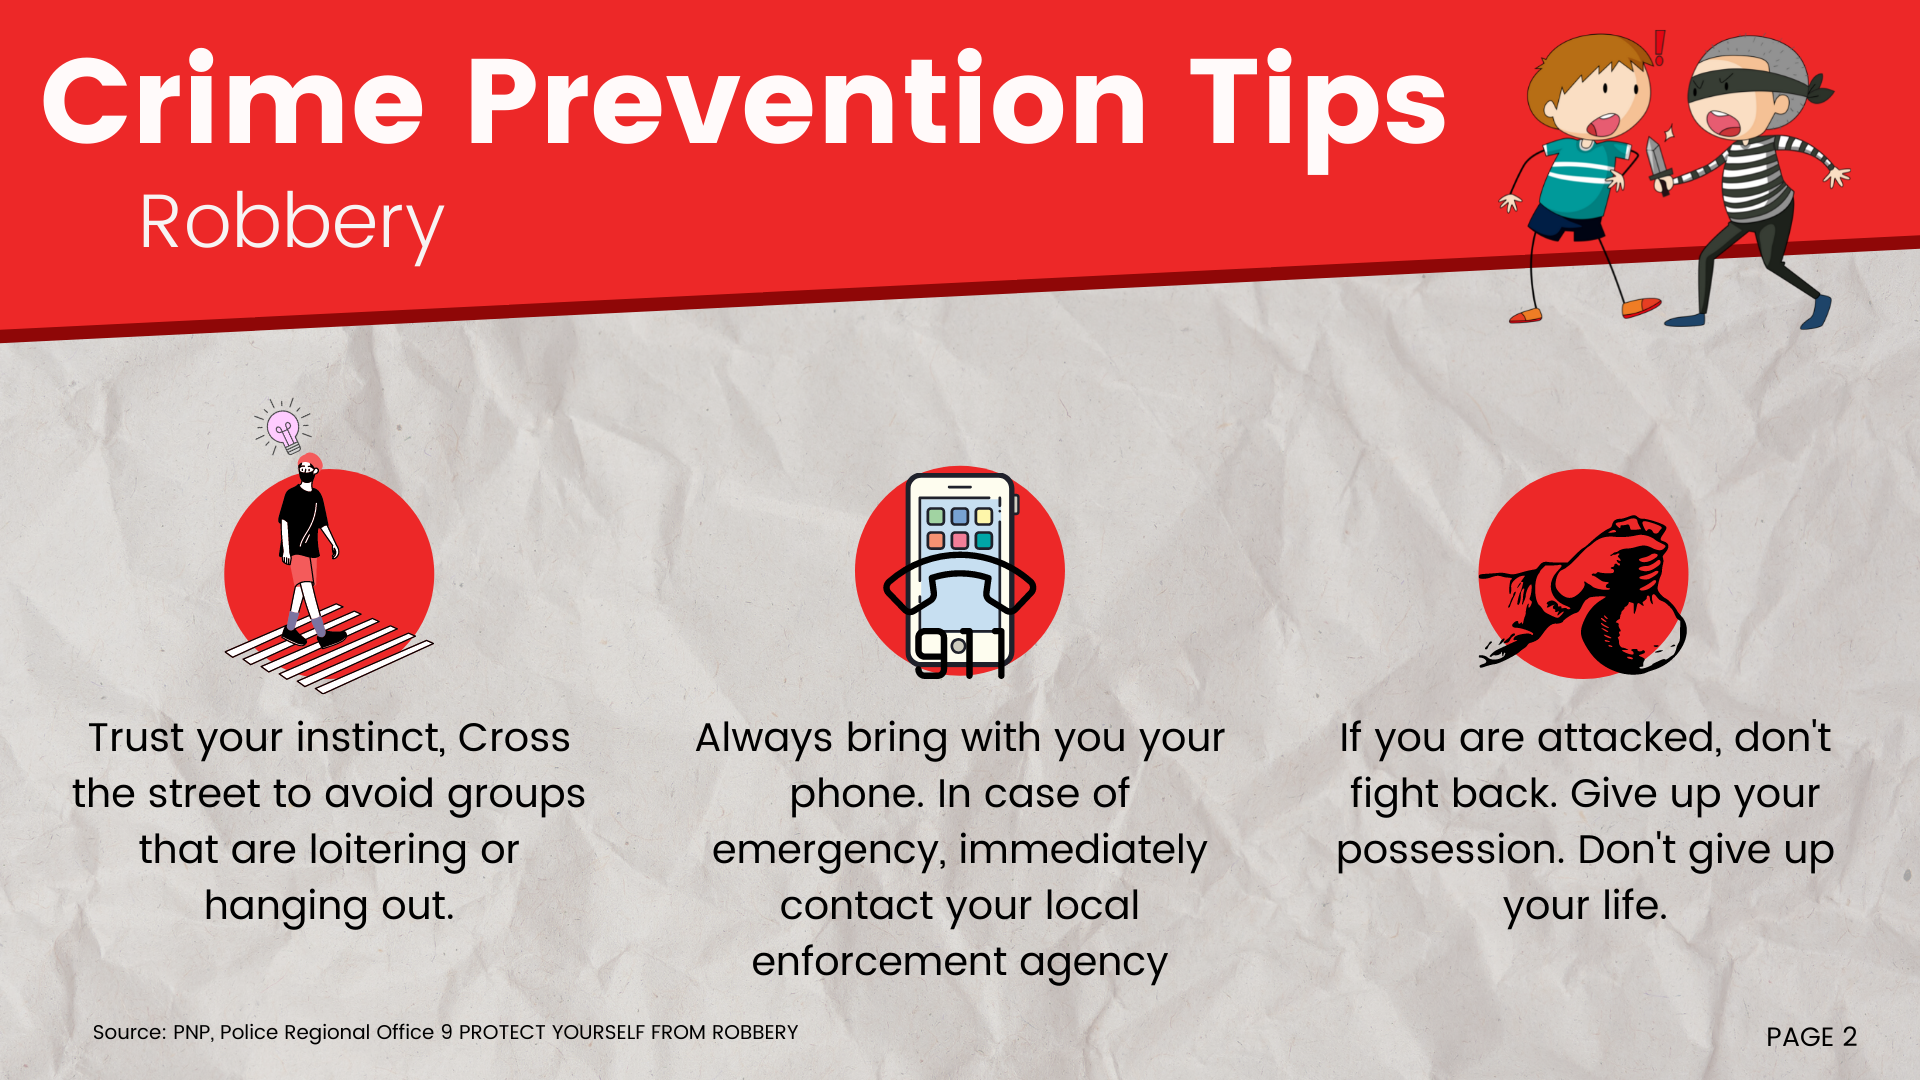 Crime Prevention Tips
Robbery
!
911
Trust your instinct, Cross
the street to avoid groups
that are loitering or
hanging out.
Always bring with you your
phone. In case of
emergency, immediately
contact your local
enforcement agency
If you are attacked, don't
fight back. Give up your
possession. Don't give up
your life.
Source: PNP, Police Regional Office 9 PROTECT YOURSELF FROM ROBBERY
PAGE 2